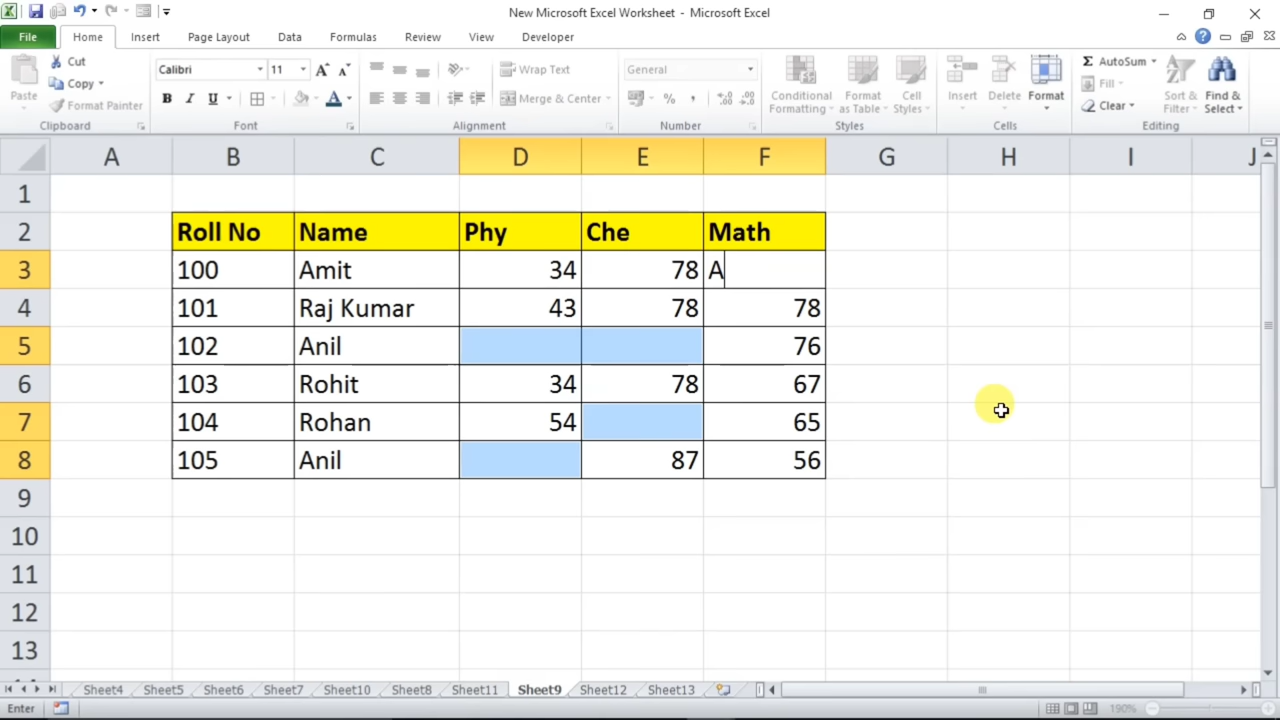 New Microsoft Excel Worksheet - Microsoft Excel
File Home Insert Page Layout Data Formulas Review View Developer
Paste Cut Copy Format Painter
Calibri 11 B I U
Wrap Text Merge & Center
General % ,
Conditional Formatting Format as Table Cell Styles
Insert Delete Format
Σ AutoSum Fill Clear Sort & Filter Find & Select
Clipboard Font Alignment Number Styles Cells Editing
A B C D E F G H I J
1
2 Roll No Name Phy Che Math
3 100 Amit 34 78 A
4 101 Raj Kumar 43 78 78
5 102 Anil 76
6 103 Rohit 34 78 67
7 104 Rohan 54 65
8 105 Anil 87 56
9
10
11
12
13
Sheet4 Sheet5 Sheet6 Sheet7 Sheet10 Sheet8 Sheet11 Sheet9 Sheet12 Sheet13
Enter 190%